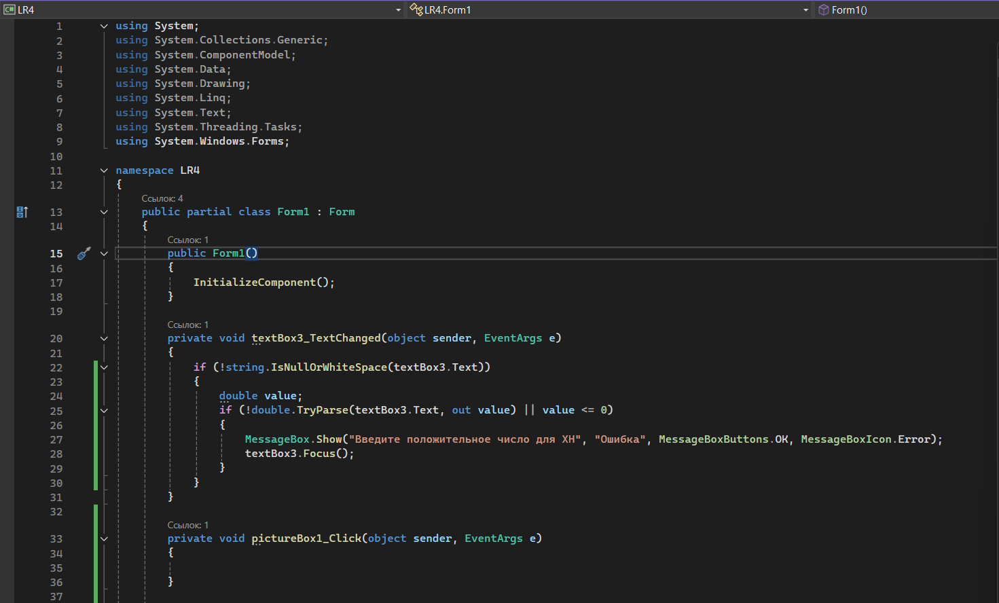 C# LR4 LR4.Form1 Form1()
1 using System;
2 using System.Collections.Generic;
3 using System.ComponentModel;
4 using System.Data;
5 using System.Drawing;
6 using System.Linq;
7 using System.Text;
8 using System.Threading.Tasks;
9 using System.Windows.Forms;
10
11 namespace LR4
12 {
Ссылок: 4
13 public partial class Form1 : Form
14 {
Ссылок: 1
15 public Form1()
16 {
17 InitializeComponent();
18 }
19
Ссылок: 1
20 private void textBox3_TextChanged(object sender, EventArgs e)
21 {
22 if (!string.IsNullOrWhiteSpace(textBox3.Text))
23 {
24 double value;
25 if (!double.TryParse(textBox3.Text, out value) || value <= 0)
26 {
27 MessageBox.Show("Введите положительное число для XH", "Ошибка", MessageBoxButtons.OK, MessageBoxIcon.Error);
28 textBox3.Focus();
29 }
30 }
31 }
32
Ссылок: 1
33 private void pictureBox1_Click(object sender, EventArgs e)
34 {
35
36 }
37